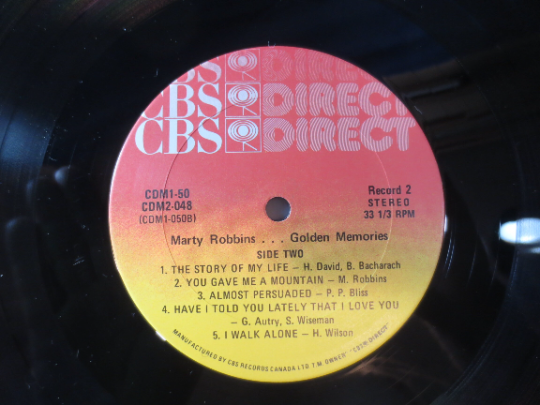 CBS DIRECT
CBS DIRECT
CBS DIRECT
CDM1-50
CDM2-048
(CDM1-050B)
Record 2
STEREO
33 1/3 RPM
Marty Robbins . . . Golden Memories
SIDE TWO
1. THE STORY OF MY LIFE – H. David, B. Bacharach
2. YOU GAVE ME A MOUNTAIN – M. Robbins
3. ALMOST PERSUADED – P. P. Bliss
4. HAVE I TOLD YOU LATELY THAT I LOVE YOU
– G. Autry, S. Wiseman
5. I WALK ALONE – H. Wilson
MANUFACTURED BY CBS RECORDS CANADA LTD T.M. OWNER